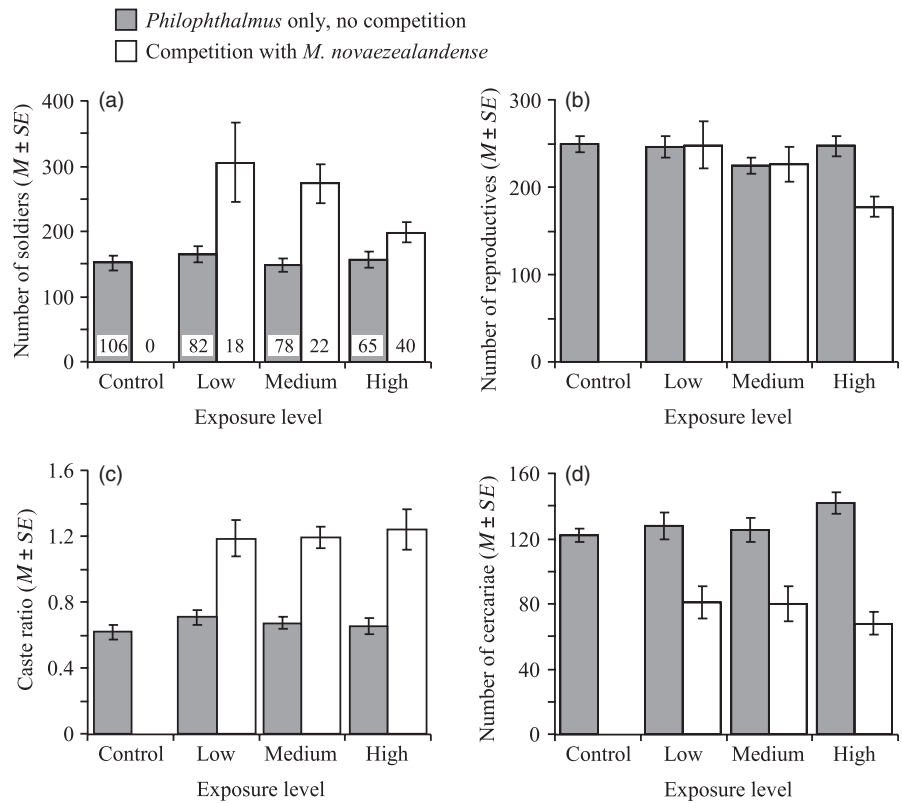 Philophthalmus only, no competition
Competition with M. novaezealandense
(a)
Number of soldiers (M ± SE)
400
300
200
100
0
106 0 82 18 78 22 65 40
Control Low Medium High
Exposure level
(b)
Number of reproductives (M ± SE)
300
200
100
0
Control Low Medium High
Exposure level
(c)
Caste ratio (M ± SE)
1.6
1.2
0.8
0.4
0
Control Low Medium High
Exposure level
(d)
Number of cercariae (M ± SE)
160
120
80
40
0
Control Low Medium High
Exposure level